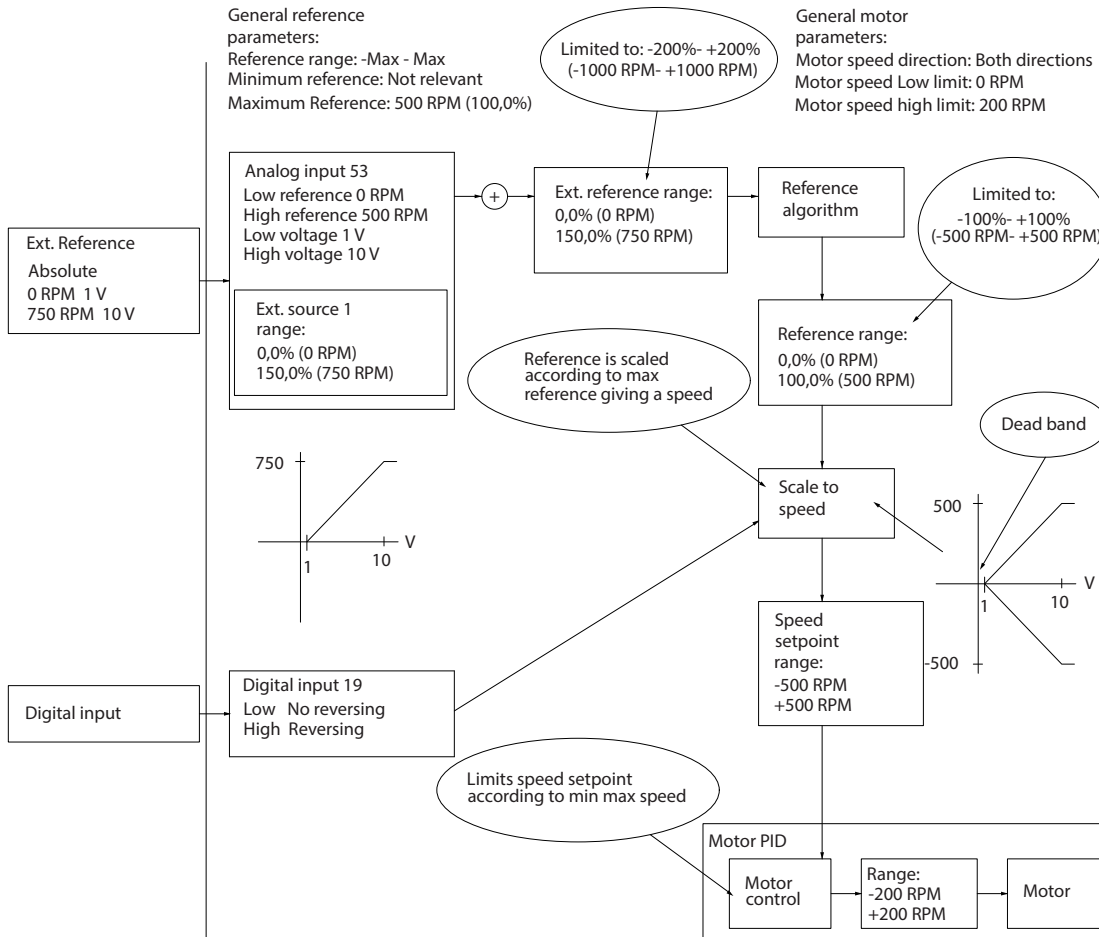 General reference
parameters:
Reference range: -Max - Max
Minimum reference: Not relevant
Maximum Reference: 500 RPM (100,0%)
Limited to: -200%- +200%
(-1000 RPM- +1000 RPM)
General motor
parameters:
Motor speed direction: Both directions
Motor speed Low limit: 0 RPM
Motor speed high limit: 200 RPM
Ext. Reference
Absolute
0 RPM 1 V
750 RPM 10 V
Analog input 53
Low reference 0 RPM
High reference 500 RPM
Low voltage 1 V
High voltage 10 V
Ext. source 1
range:
0,0% (0 RPM)
150,0% (750 RPM)
+
Ext. reference range:
0,0% (0 RPM)
150,0% (750 RPM)
Reference
algorithm
Limited to:
-100%- +100%
(-500 RPM- +500 RPM)
Reference range:
0,0% (0 RPM)
100,0% (500 RPM)
Reference is scaled
according to max
reference giving a speed
Dead band
750
1
10
V
Scale to
speed
500
1
10
V
-500
Speed
setpoint
range:
-500 RPM
+500 RPM
Digital input
Digital input 19
Low No reversing
High Reversing
Limits speed setpoint
according to min max speed
Motor PID
Motor
control
Range:
-200 RPM
+200 RPM
Motor